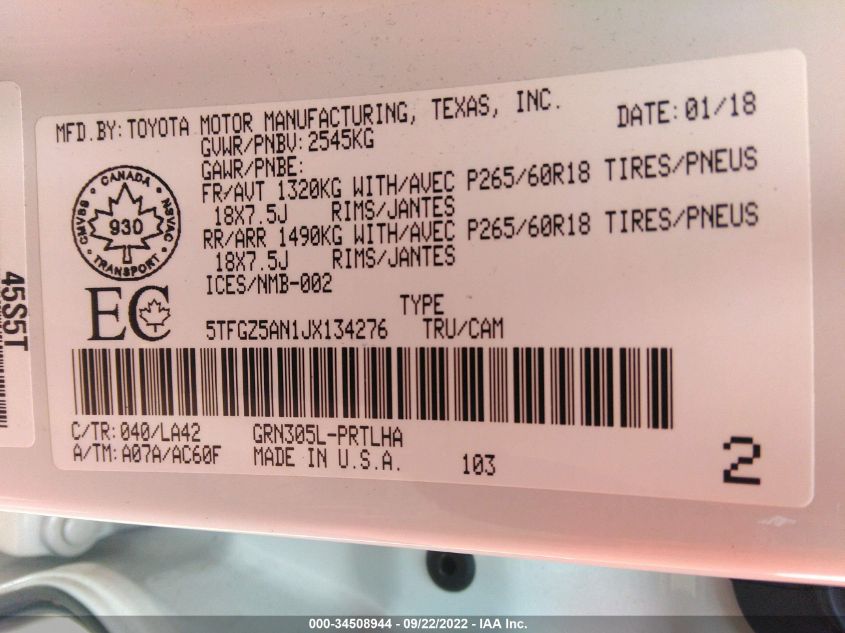 MFD.BY:TOYOTA MOTOR MANUFACTURING, TEXAS, INC. DATE:01/18
GVWR/PNBV:2545KG
GAWR/PNBE:
FR/AVT 1320KG WITH/AVEC P265/60R18 TIRES/PNEUS
18X7.5J RIMS/JANTES
RR/ARR 1490KG WITH/AVEC P265/60R18 TIRES/PNEUS
18X7.5J RIMS/JANTES
ICES/NMB-002
CANADA
CMVSS
930
NSVAC
TRANSPORT
EC
TYPE
5TFGZ5AN1JX134276 TRU/CAM
C/TR:040/LA42 GRN305L-PRTLHA
A/TM:A07A/AC60F MADE IN U.S.A. 103
2
45S5T
000-34508944 - 09/22/2022 - IAA Inc.